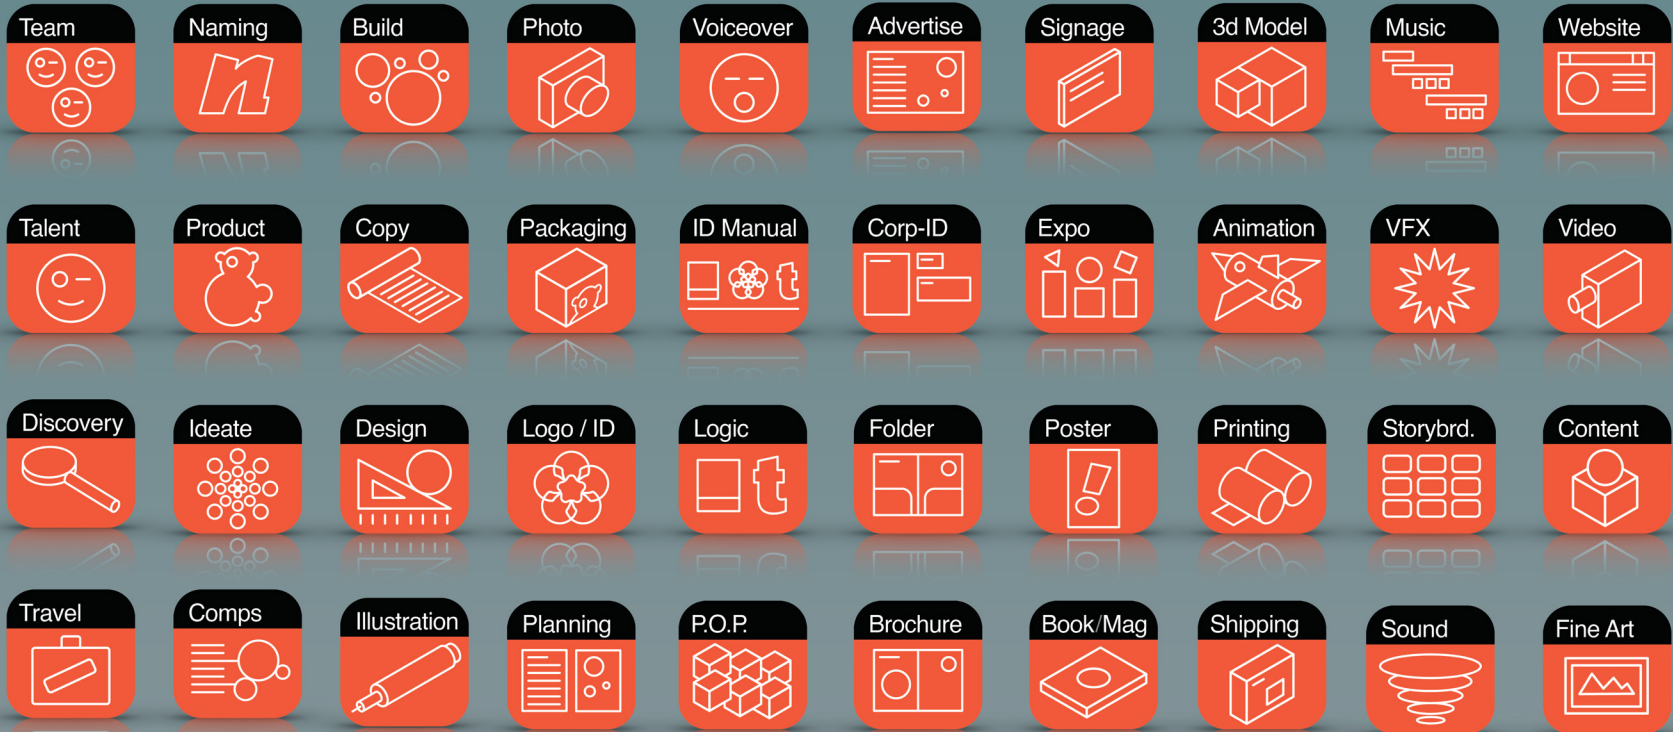 Team
Naming
Build
Photo
Voiceover
Advertise
Signage
3d Model
Music
Website
Talent
Product
Copy
Packaging
ID Manual
Corp-ID
Expo
Animation
VFX
Video
Discovery
Ideate
Design
Logo / ID
Logic
Folder
Poster
Printing
Storybrd.
Content
Travel
Comps
Illustration
Planning
P.O.P.
Brochure
Book/Mag
Shipping
Sound
Fine Art